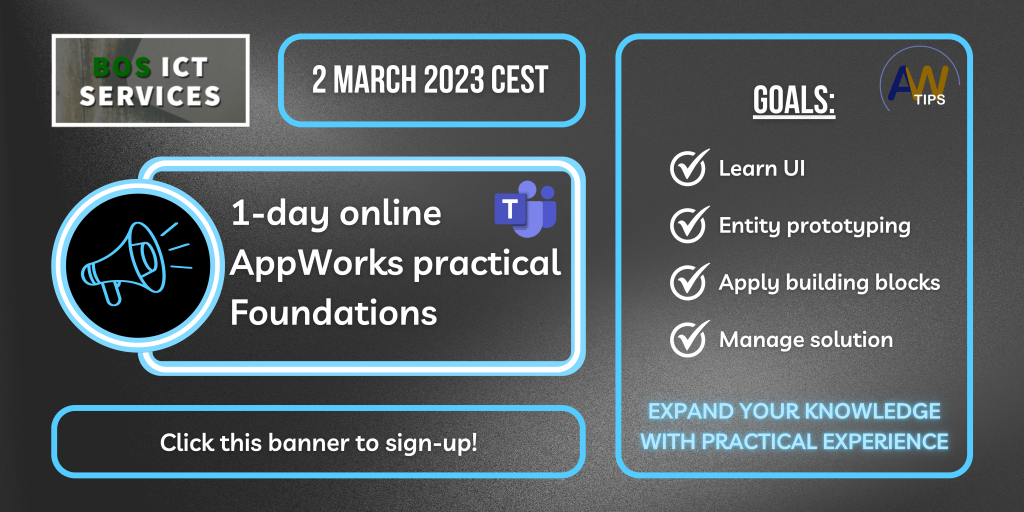 BOS ICT
SERVICES
2 MARCH 2023 CEST
1-day online
T
AppWorks practical
Foundations
Click this banner to sign-up!
AW
TIPS
GOALS:
Learn UI
Entity prototyping
Apply building blocks
Manage solution
EXPAND YOUR KNOWLEDGE
WITH PRACTICAL EXPERIENCE